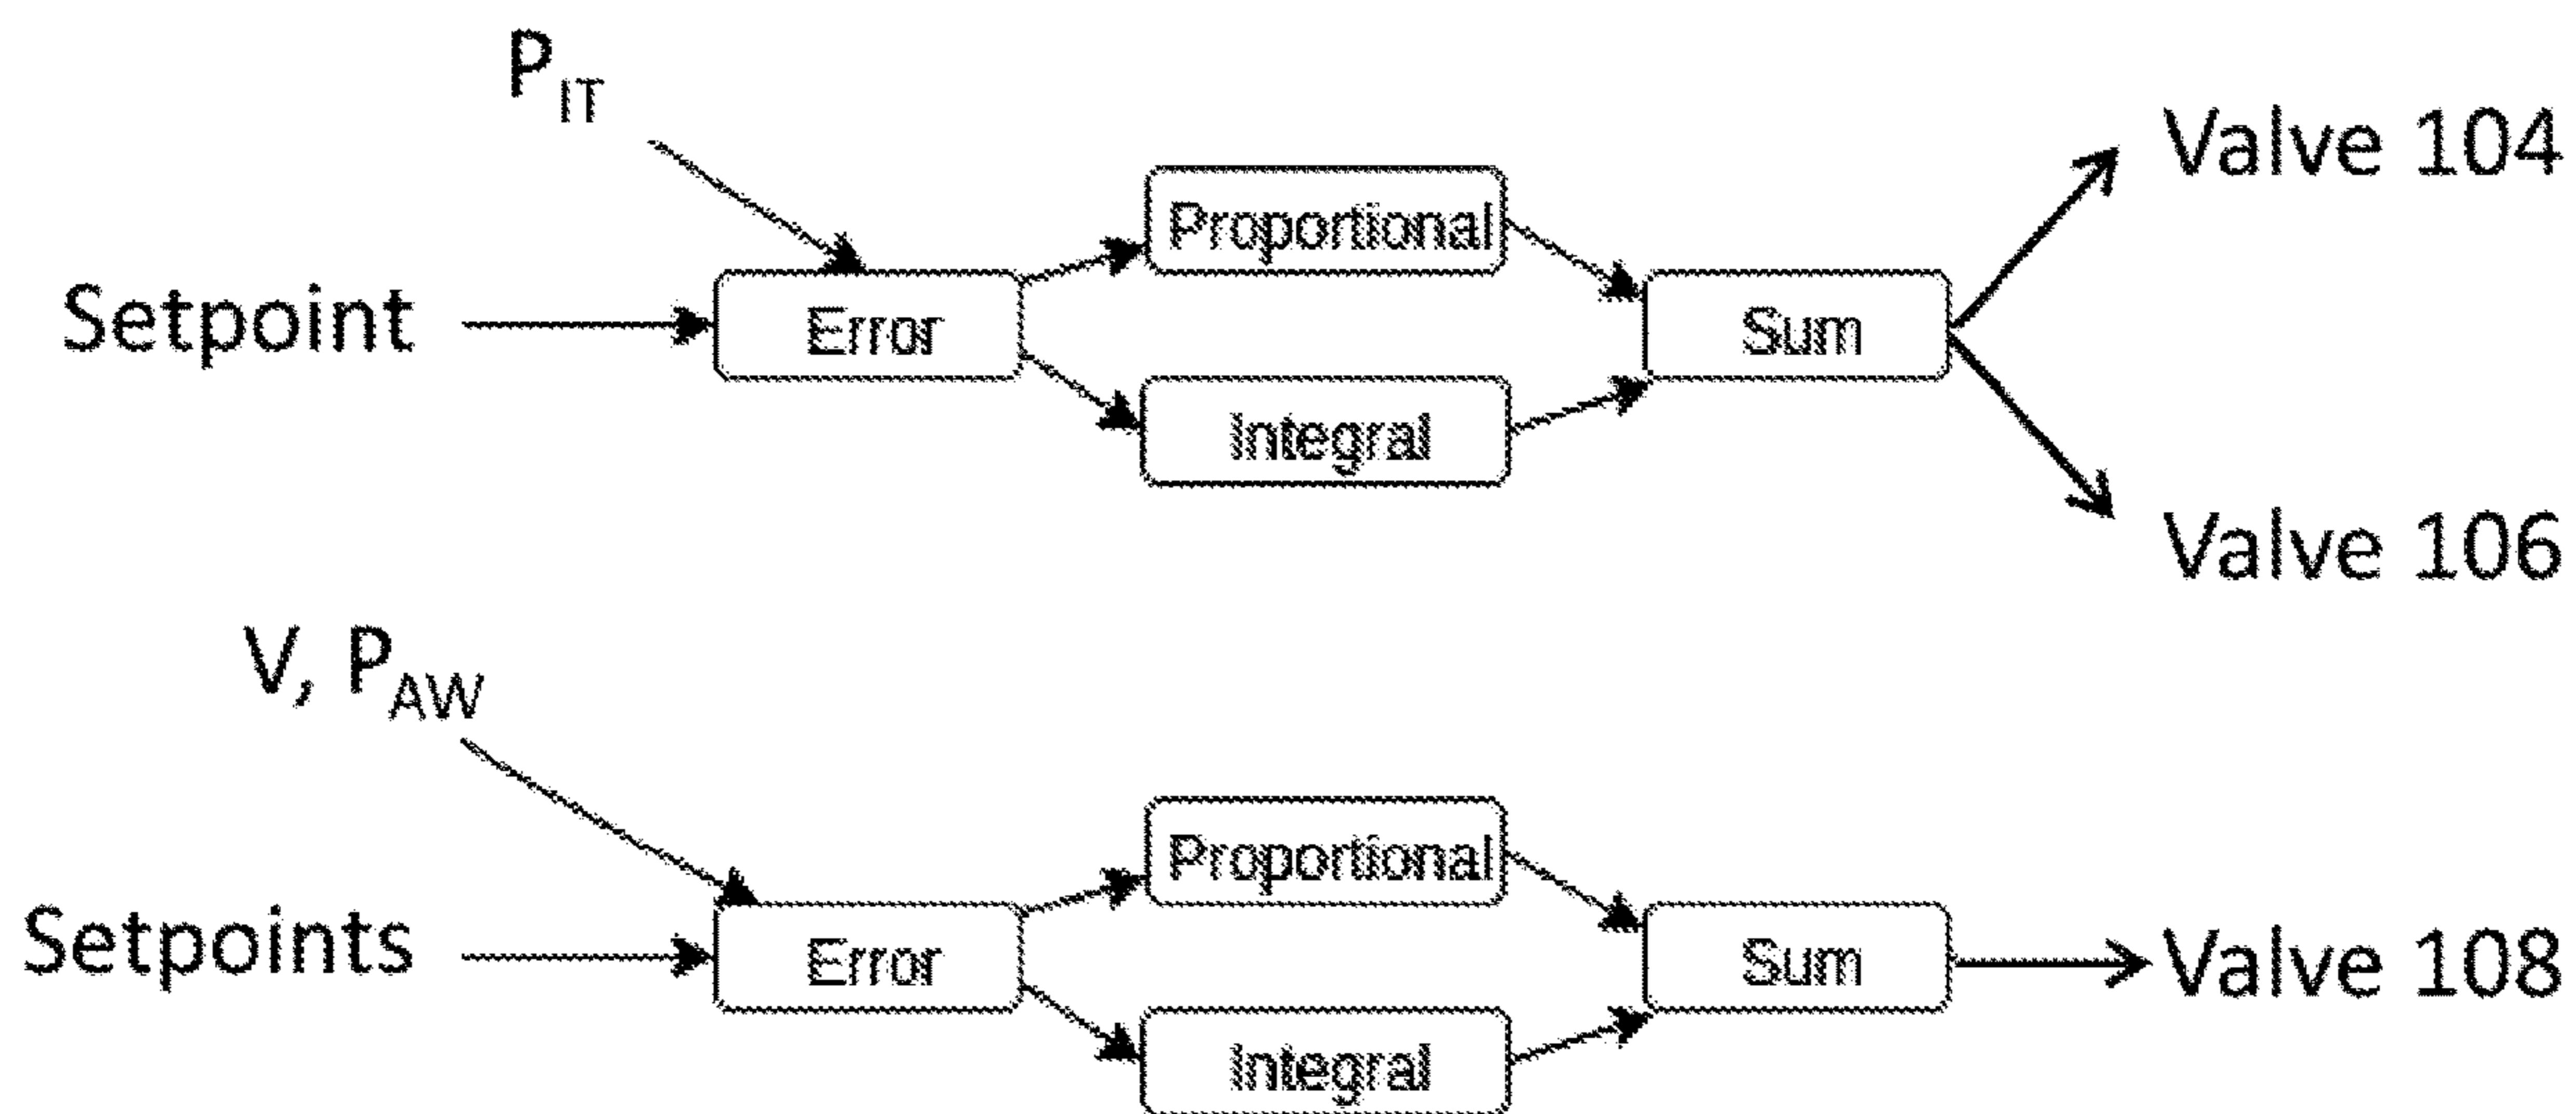 P_IT
Valve 104
Proportional
Setpoint
Error
Sum
Integral
Valve 106
V, P_AW
Proportional
Setpoints
Error
Sum
Valve 108
Integral